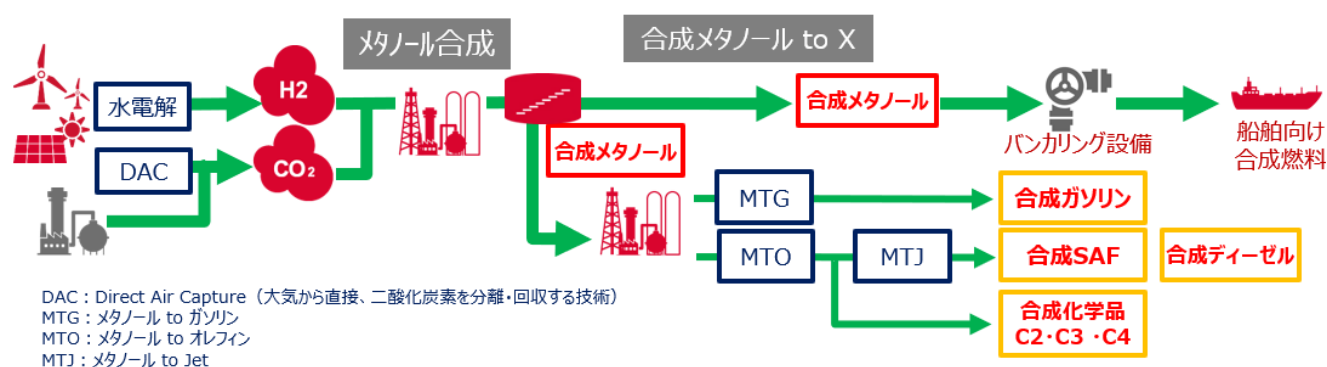 メタノール合成
合成メタノール to X
水電解
H2
合成メタノール
バンカリング設備
船舶向け
合成燃料
DAC
CO₂
合成メタノール
MTG
合成ガソリン
MTO
MTJ
合成SAF
合成ディーゼル
合成化学品
C2・C3 ・C4
DAC：Direct Air Capture（大気から直接、二酸化炭素を分離・回収する技術）
MTG：メタノール to ガソリン
MTO：メタノール to オレフィン
MTJ：メタノール to Jet